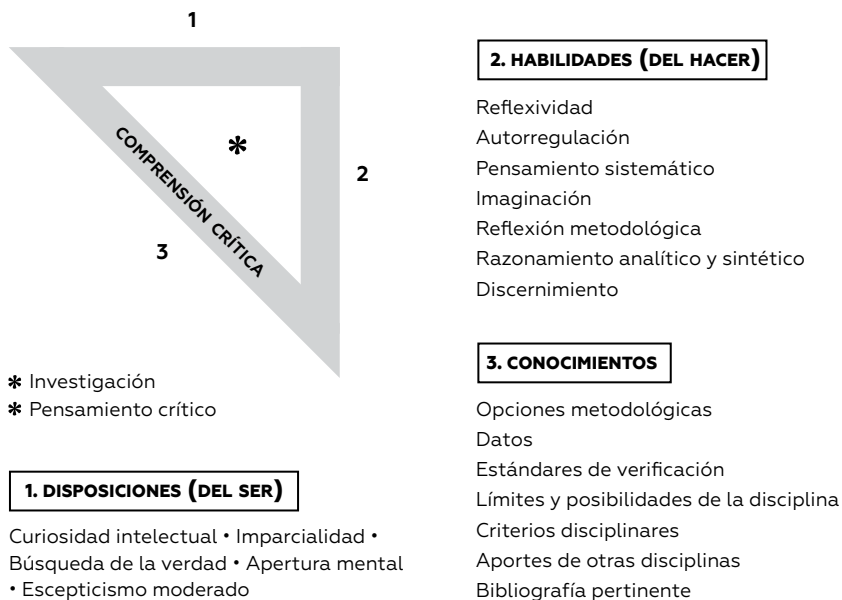 1
COMPRENSIÓN CRÍTICA
*
2
3
* Investigación
* Pensamiento crítico
1. DISPOSICIONES (DEL SER)
Curiosidad intelectual • Imparcialidad •
Búsqueda de la verdad • Apertura mental
• Escepticismo moderado
2. HABILIDADES (DEL HACER)
Reflexividad
Autorregulación
Pensamiento sistemático
Imaginación
Reflexión metodológica
Razonamiento analítico y sintético
Discernimiento
3. CONOCIMIENTOS
Opciones metodológicas
Datos
Estándares de verificación
Límites y posibilidades de la disciplina
Criterios disciplinares
Aportes de otras disciplinas
Bibliografía pertinente